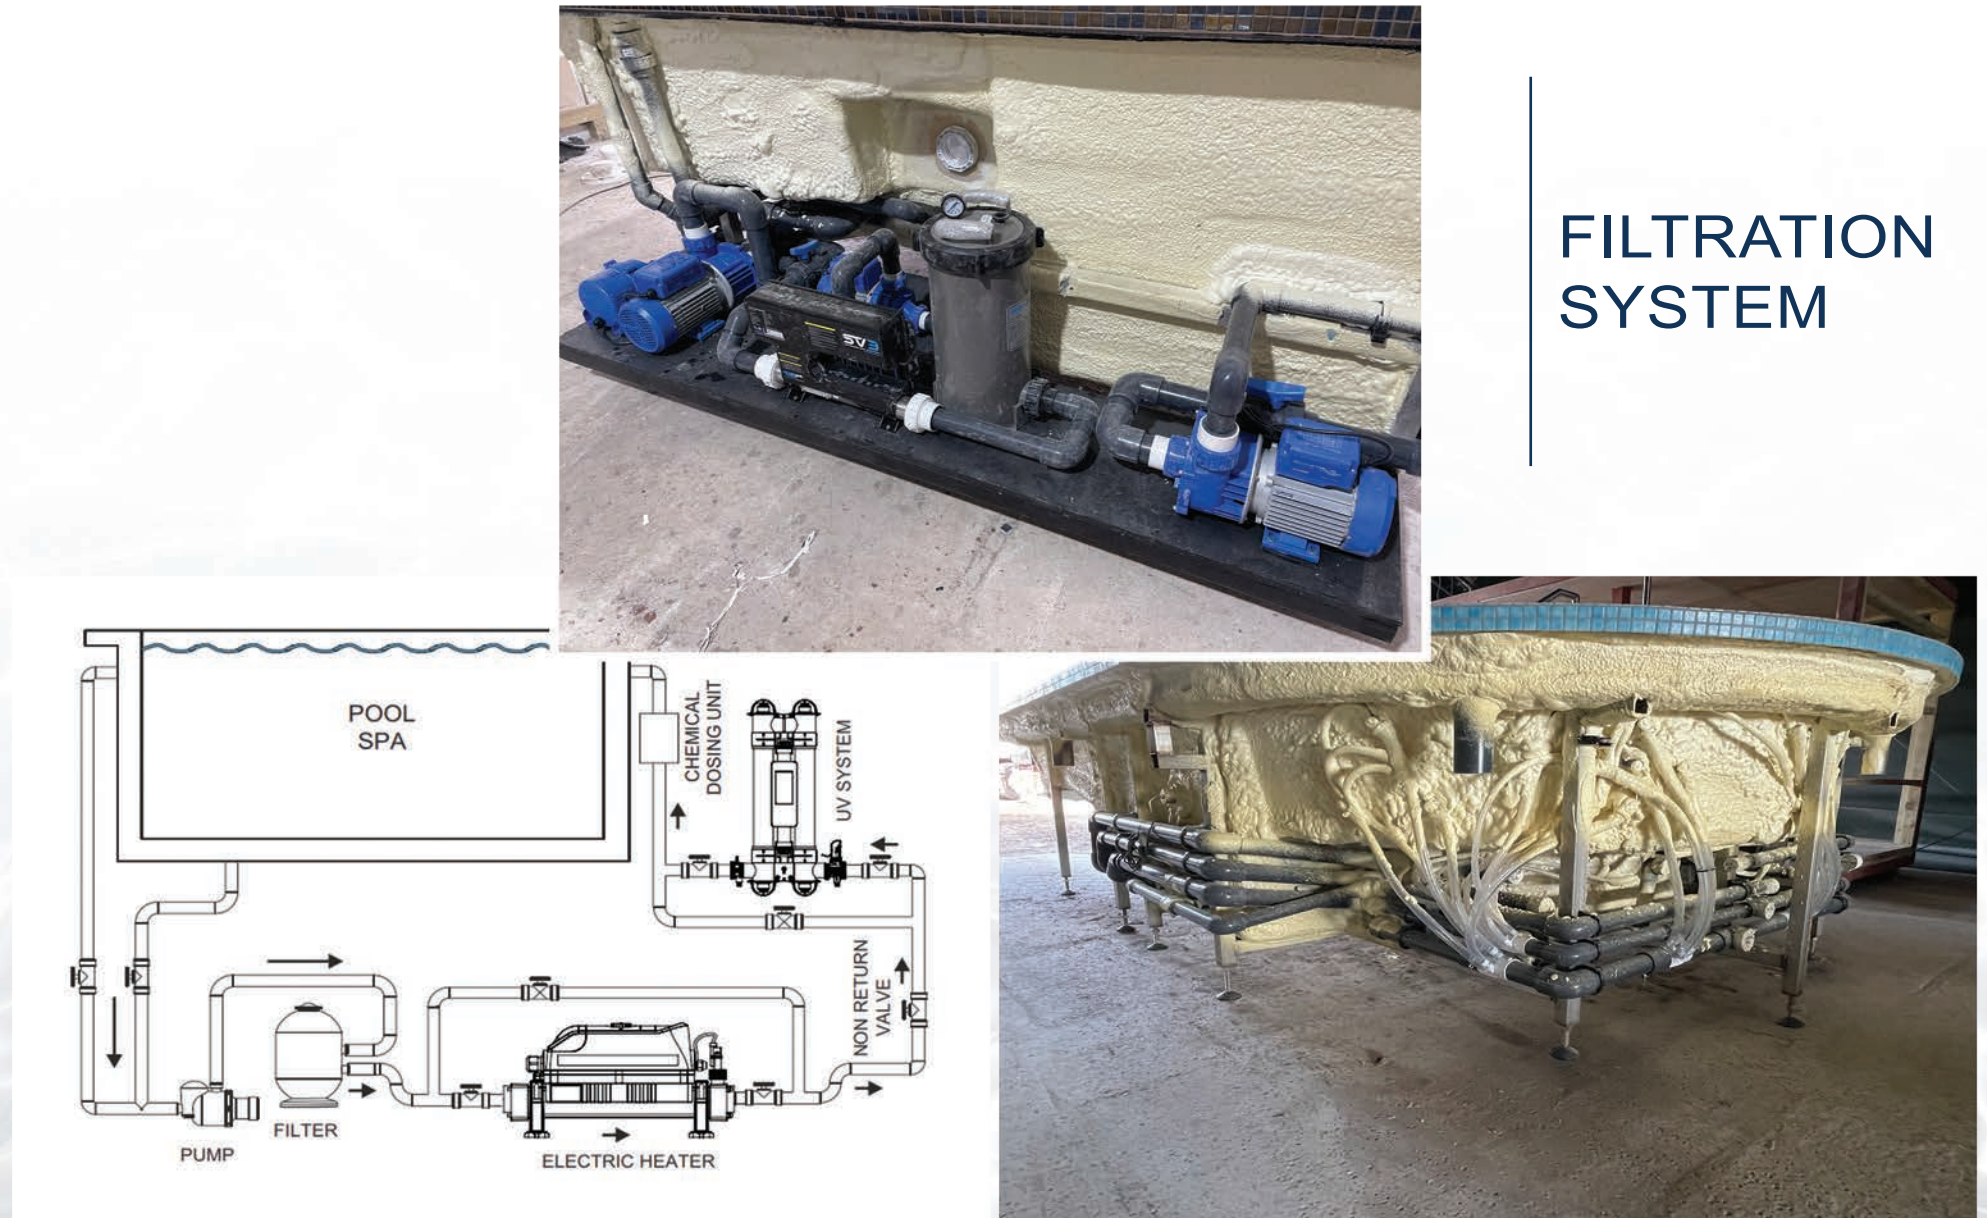 FILTRATION
SYSTEM
SV3
POOL
SPA
CHEMICAL
DOSING UNIT
UV SYSTEM
NON RETURN
VALVE
FILTER
PUMP
ELECTRIC HEATER